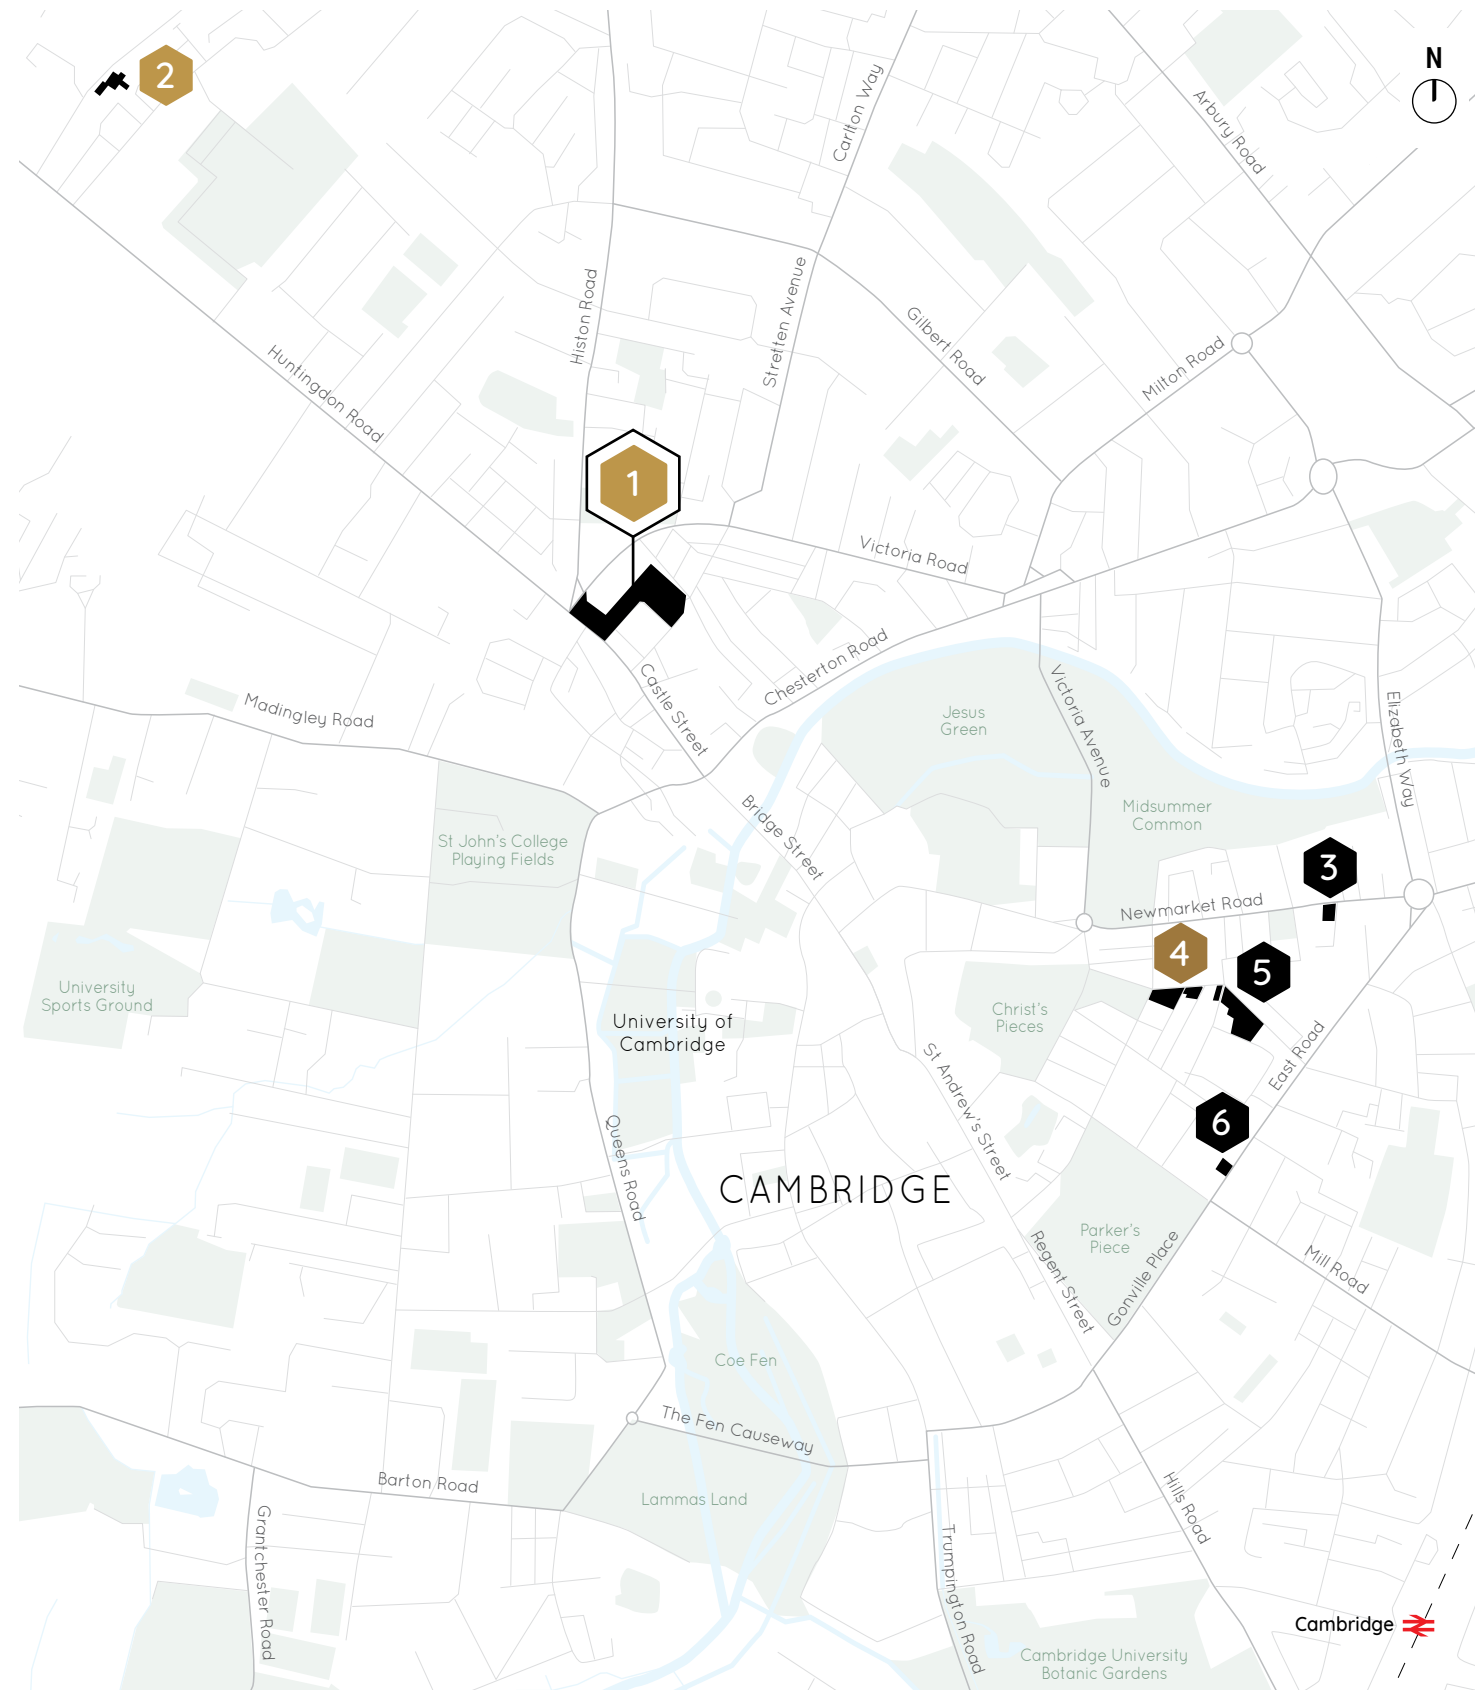 N
2
Carlton Way
Arbury Road
Histon Road
Stretten Avenue
Gilbert Road
Milton Road
Huntingdon Road
1
Victoria Road
Chesterton Road
Castle Street
Madingley Road
Victoria Avenue
Elizabeth Way
Jesus
Green
Midsummer
Common
Bridge Street
St John's College
Playing Fields
3
Newmarket Road
4
5
University
Sports Ground
Christ's
Pieces
University of
Cambridge
East Road
St Andrew's Street
6
Queens Road
CAMBRIDGE
Parker's
Piece
Regent Street
Gonville Place
Mill Road
Coe Fen
The Fen Causeway
Barton Road
Lammas Land
Hills Road
Grantchester Road
Trumpington Road
Cambridge
Cambridge University
Botanic Gardens